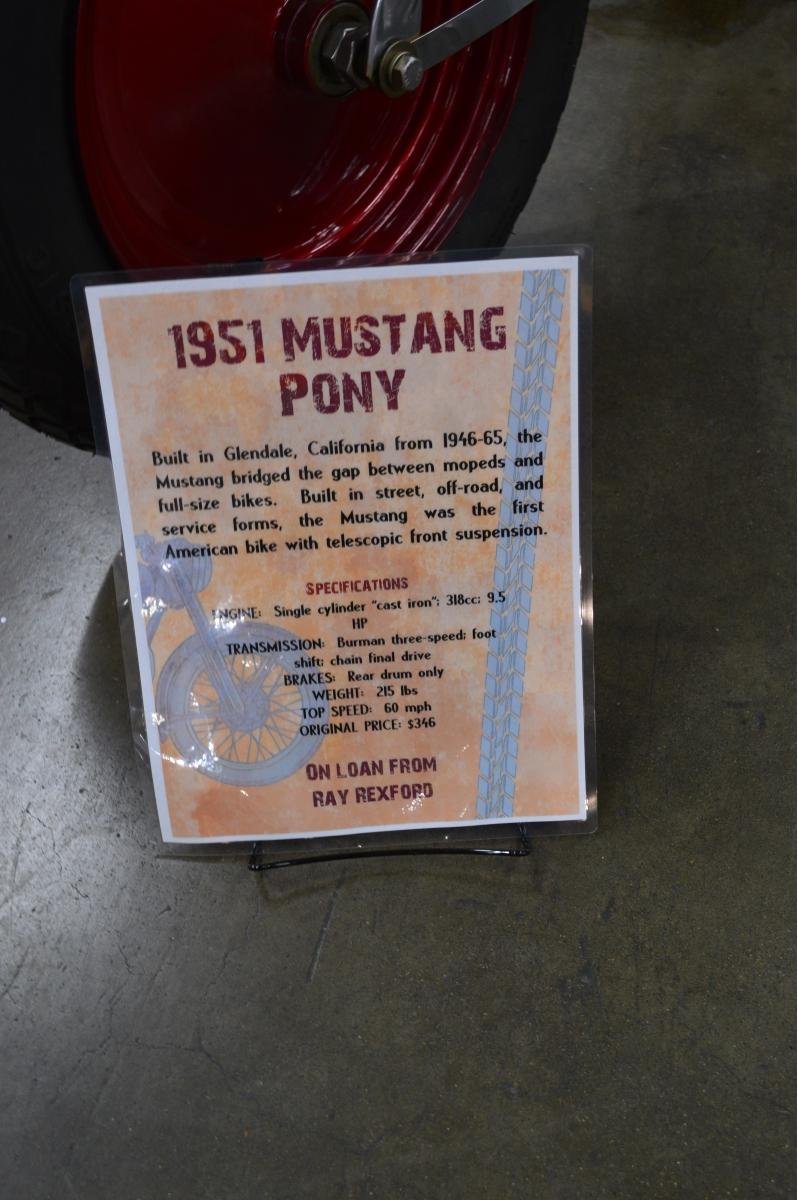 1951 MUSTANG
PONY
Built in Glendale, California from 1946-65, the
Mustang bridged the gap between mopeds and
full-size bikes. Built in street, off-road, and
service forms, the Mustang was the first
American bike with telescopic front suspension.
SPECIFICATIONS
ENGINE: Single cylinder "cast iron"; 318cc; 9.5
HP
TRANSMISSION: Burman three-speed; foot
shift; chain final drive
BRAKES: Rear drum only
WEIGHT: 215 lbs
TOP SPEED: 60 mph
ORIGINAL PRICE: $346
ON LOAN FROM
RAY REXFORD